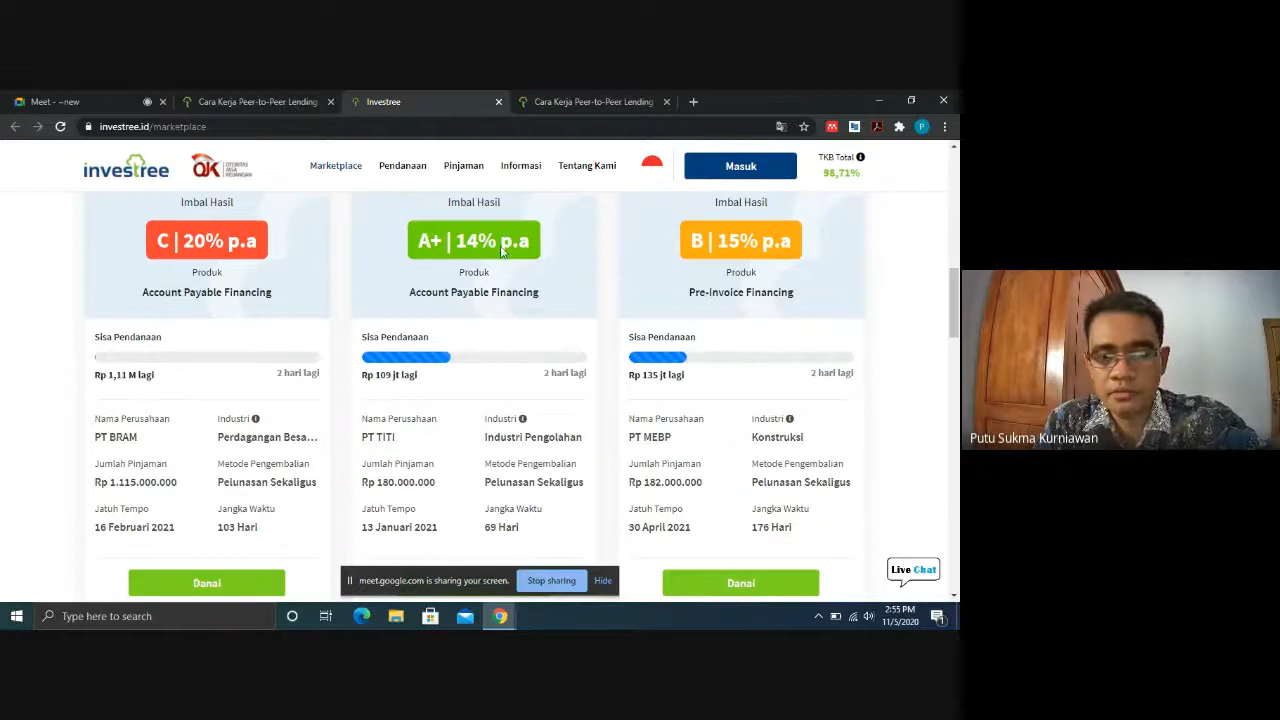 Meet - ~new
Cara Kerja Peer-to-Peer Lending
Investree
Cara Kerja Peer-to-Peer Lending
investree.id/marketplace
P
investree
OJK OTORITAS JASA KEUANGAN
Marketplace
Pendanaan
Pinjaman
Informasi
Tentang Kami
Masuk
TKB Total
98,71%
Imbal Hasil
C | 20% p.a
Produk
Account Payable Financing
Sisa Pendanaan
Rp 1,11 M lagi
2 hari lagi
Nama Perusahaan
Industri
PT BRAM
Perdagangan Besa...
Jumlah Pinjaman
Metode Pengembalian
Rp 1.115.000.000
Pelunasan Sekaligus
Jatuh Tempo
Jangka Waktu
16 Februari 2021
103 Hari
Danai
Imbal Hasil
A+ | 14% p.a
Produk
Account Payable Financing
Sisa Pendanaan
Rp 109 jt lagi
2 hari lagi
Nama Perusahaan
Industri
PT TITI
Industri Pengolahan
Jumlah Pinjaman
Metode Pengembalian
Rp 180.000.000
Pelunasan Sekaligus
Jatuh Tempo
Jangka Waktu
13 Januari 2021
69 Hari
Imbal Hasil
B | 15% p.a
Produk
Pre-Invoice Financing
Sisa Pendanaan
Rp 135 jt lagi
2 hari lagi
Nama Perusahaan
Industri
PT MEBP
Konstruksi
Jumlah Pinjaman
Metode Pengembalian
Rp 182.000.000
Pelunasan Sekaligus
Jatuh Tempo
Jangka Waktu
30 April 2021
176 Hari
Danai
Live Chat
meet.google.com is sharing your screen.
Stop sharing
Hide
Type here to search
2:55 PM
11/5/2020
1
Putu Sukma Kurniawan